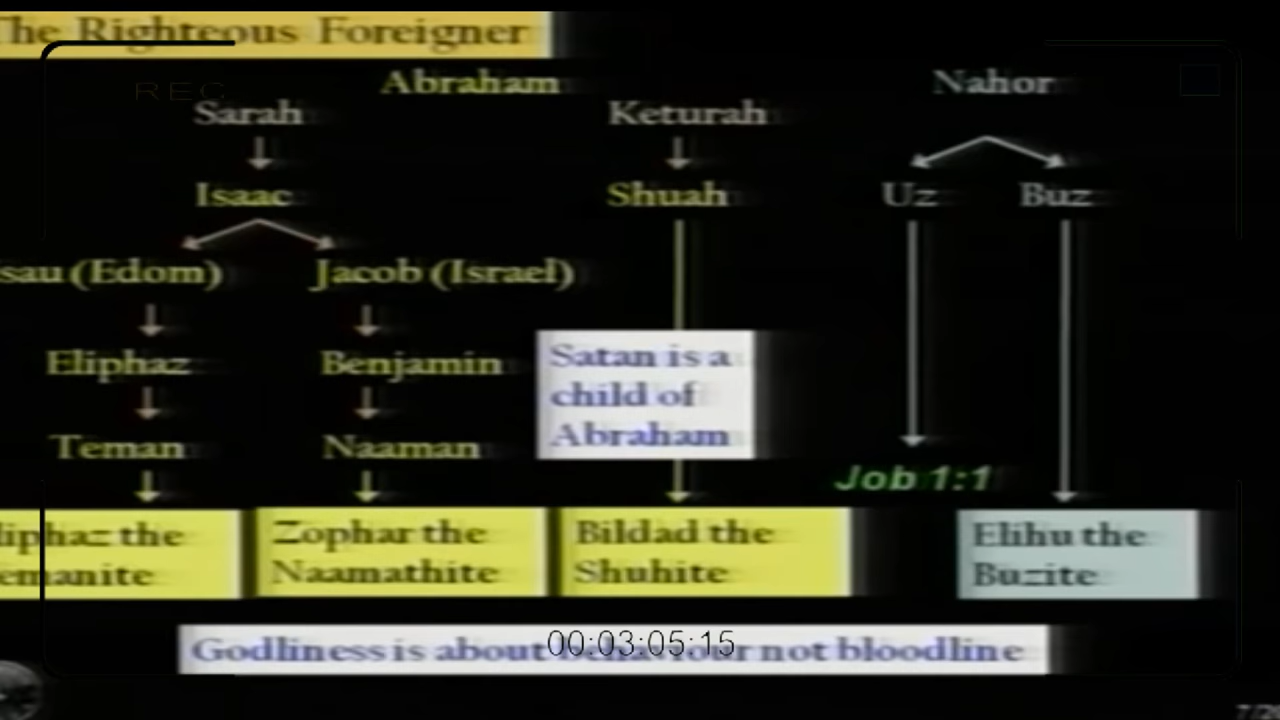 The Righteous Foreigner
REC
Abraham
Nahor
Sarah
Keturah
Isaac
Shuah
Uz
Buz
sau (Edom)
Jacob (Israel)
Eliphaz
Benjamin
Satan is a
child of
Abraham
Teman
Naaman
Job 1:1
liphaz the
emanite
Zophar the
Naamathite
Bildad the
Shuhite
Elihu the
Buzite
Godliness is about behaviour not bloodline
00:03:05:15